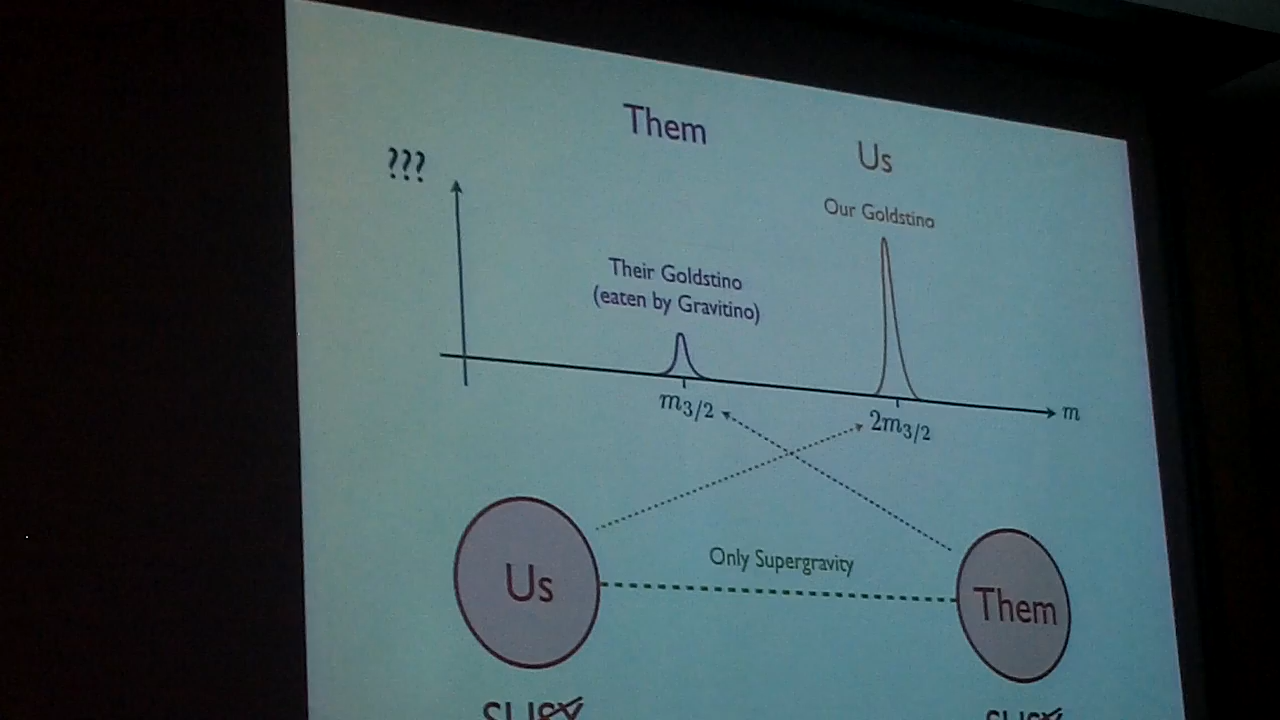 Them
Us
???
Our Goldstino
Their Goldstino
(eaten by Gravitino)
m
m3/2
2m3/2
Only Supergravity
Us
Them